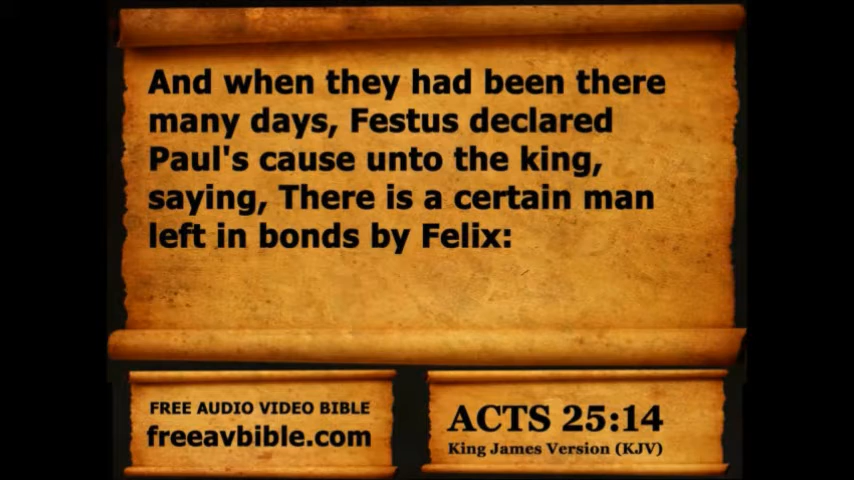 And when they had been there
many days, Festus declared
Paul's cause unto the king,
saying, There is a certain man
left in bonds by Felix:
FREE AUDIO VIDEO BIBLE
freeavbible.com
ACTS 25:14
King James Version (KJV)